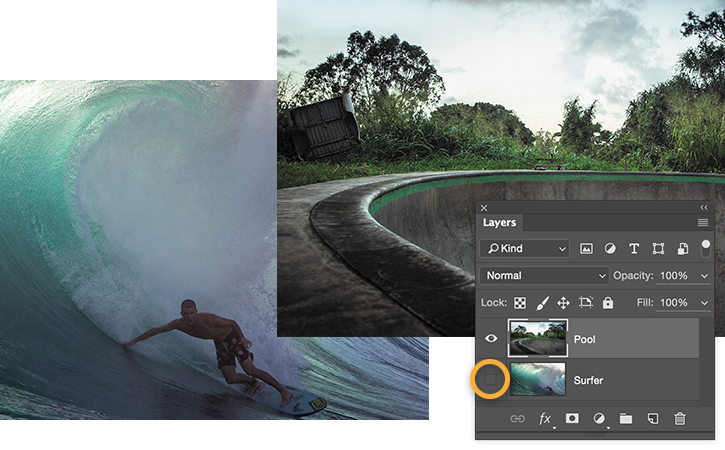 Layers
Kind
Normal Opacity: 100%
Lock: Fill: 100%
Pool
Surfer
fx